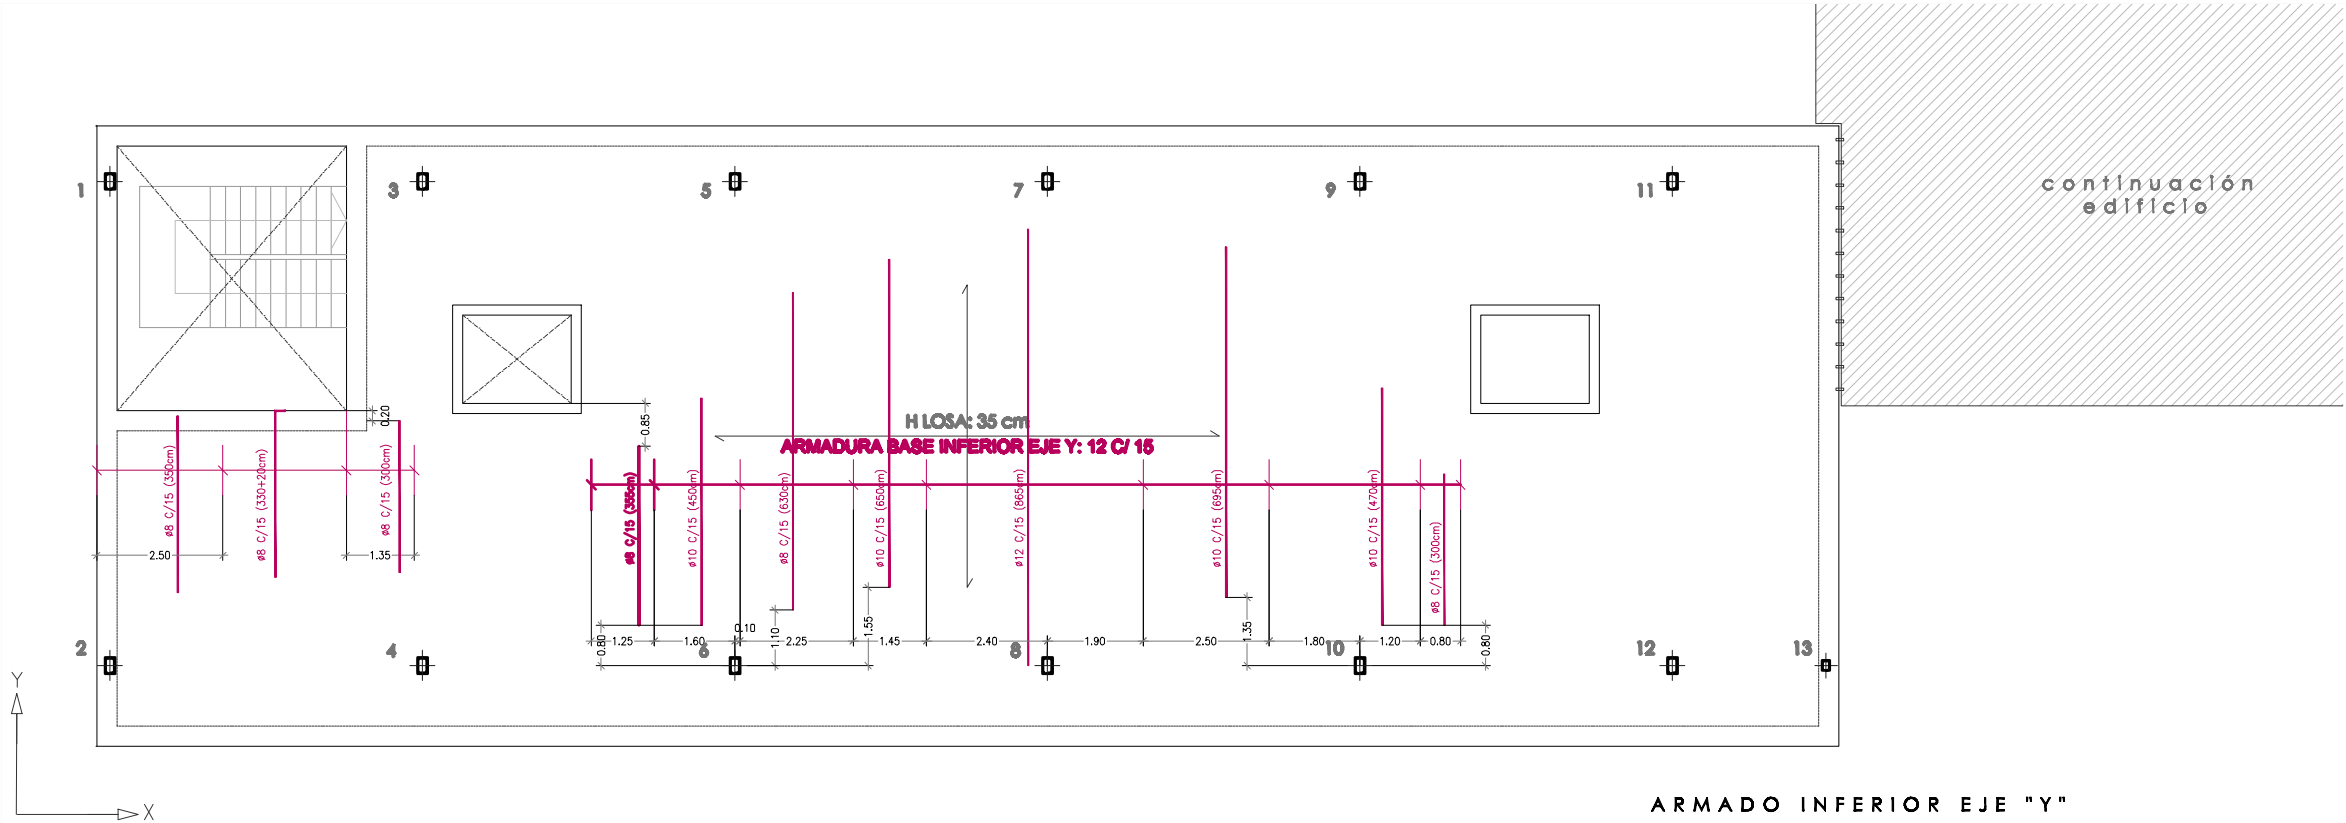 continuación
edificio
1
3
5
7
9
11
0.20
0.85
H LOSA: 35 cm
ARMADURA BASE INFERIOR EJE Y: 12 C/ 15
ø8 C/15 (350cm)
ø8 C/15 (330+20cm)
ø8 C/15 (300cm)
ø8 C/15 (355cm)
ø10 C/15 (450cm)
ø8 C/15 (630cm)
ø10 C/15 (650cm)
ø12 C/15 (865cm)
ø10 C/15 (695cm)
ø10 C/15 (470cm)
ø8 C/15 (300cm)
2.50
1.35
0.80
1.25
1.60
0.10
1.10
2.25
1.55
1.45
2.40
1.90
2.50
1.35
1.80
1.20
0.80
0.80
2
4
6
8
10
12
13
Y
X
ARMADO INFERIOR EJE "Y"